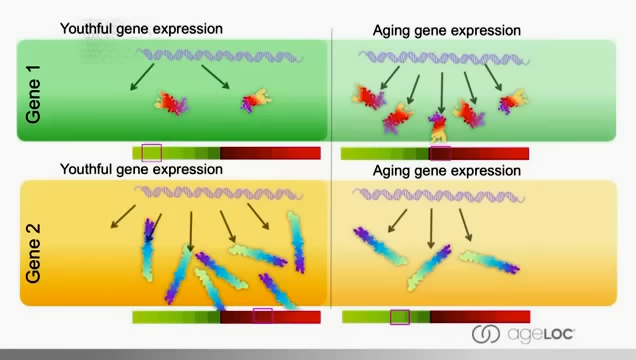 Youthful gene expression
Aging gene expression
Gene 1
Youthful gene expression
Aging gene expression
Gene 2
ageLOC